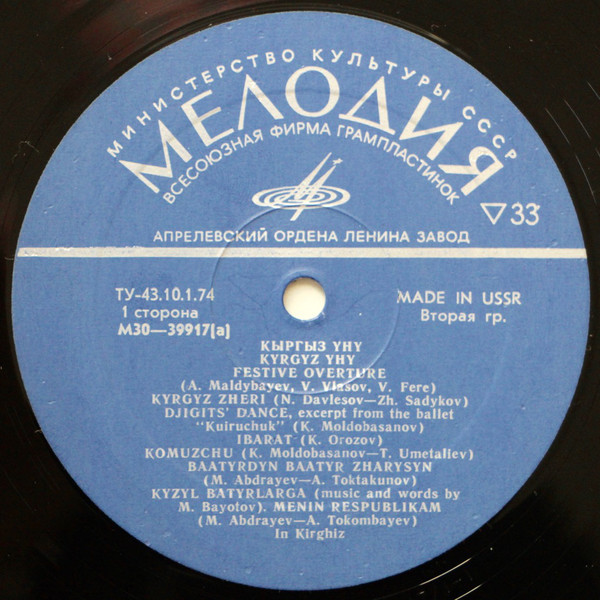 МИНИСТЕРСТВО КУЛЬТУРЫ СССР
МЕЛОДИЯ
ВСЕСОЮЗНАЯ ФИРМА ГРАМПЛАСТИНОК
▽33
АПРЕЛЕВСКИЙ ОРДЕНА ЛЕНИНА ЗАВОД
ТУ-43.10.1.74
MADE IN USSR
1 сторона
Вторая гр.
М30—39917(а)
КЫРГЫЗ ҮНҮ
KYRGYZ YHY
FESTIVE OVERTURE
(A. Maldybayev, V. Vlasov, V. Fere)
KYRGYZ ZHERI (N. Davlesov—Zh. Sadykov)
DJIGITS' DANCE, excerpt from the ballet
"Kuiruchuk" (K. Moldobasanov)
IBARAT (K. Orozov)
KOMUZCHU (K. Moldobasanov—T. Umetaliev)
BAATYRDYN BAATYR ZHARYSYN
(M. Abdrayev—A. Toktakunov)
KYZYL BATYRLARGA (music and words by
M. Bayotov). MENIN RESPUBLIKAM
(M. Abdrayev—A. Tokombayev)
In Kirghiz